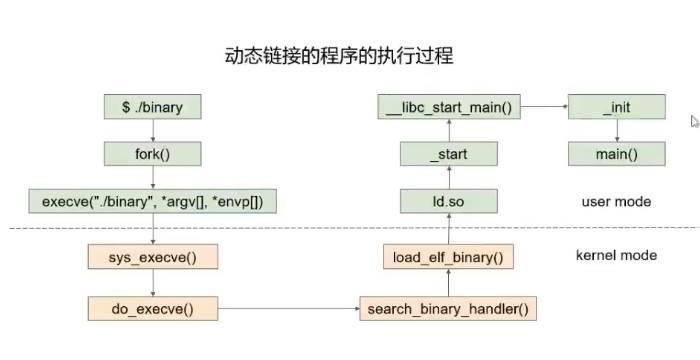 动态链接的程序的执行过程
$ ./binary
fork()
execve("./binary", *argv[], *envp[])
sys_execve()
do_execve()
search_binary_handler()
load_elf_binary()
ld.so
_start
__libc_start_main()
_init
main()
user mode
kernel mode